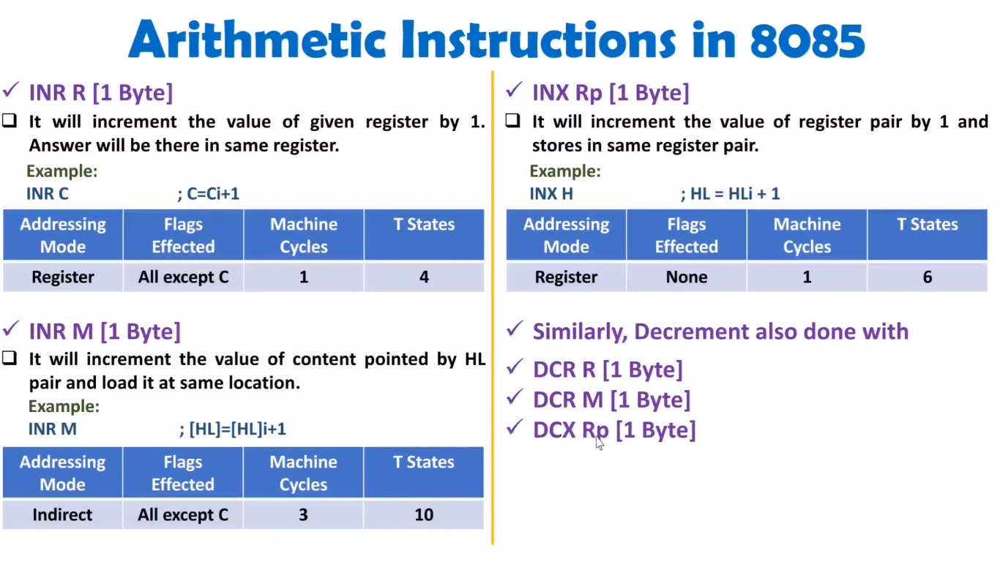 Arithmetic Instructions in 8085
✓ INR R [1 Byte]
❑ It will increment the value of given register by 1.
Answer will be there in same register.
Example:
INR C ; C=Ci+1
Addressing Mode | Flags Effected | Machine Cycles | T States
Register | All except C | 1 | 4
✓ INR M [1 Byte]
❑ It will increment the value of content pointed by HL
pair and load it at same location.
Example:
INR M ; [HL]=[HL]i+1
Addressing Mode | Flags Effected | Machine Cycles | T States
Indirect | All except C | 3 | 10
✓ INX Rp [1 Byte]
❑ It will increment the value of register pair by 1 and
stores in same register pair.
Example:
INX H ; HL = HLi + 1
Addressing Mode | Flags Effected | Machine Cycles | T States
Register | None | 1 | 6
✓ Similarly, Decrement also done with
✓ DCR R [1 Byte]
✓ DCR M [1 Byte]
✓ DCX Rp [1 Byte]